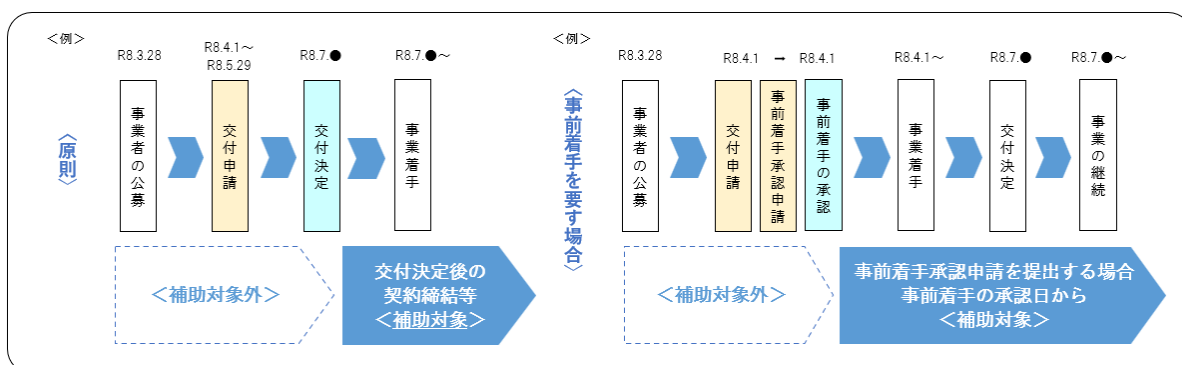 <例>
R8.3.28
R8.4.1~
R8.5.29
R8.7.●
R8.7.●~
〈原則〉
事業者の公募
交付申請
交付決定
事業着手
<補助対象外>
交付決定後の
契約締結等
<補助対象>
<例>
R8.3.28
R8.4.1 → R8.4.1
R8.4.1~
R8.7.●
R8.7.●~
〈事前着手を要す場合〉
事業者の公募
交付申請
事前着手承認申請
事前着手の承認
事業着手
交付決定
事業の継続
<補助対象外>
事前着手承認申請を提出する場合
事前着手の承認日から
<補助対象>